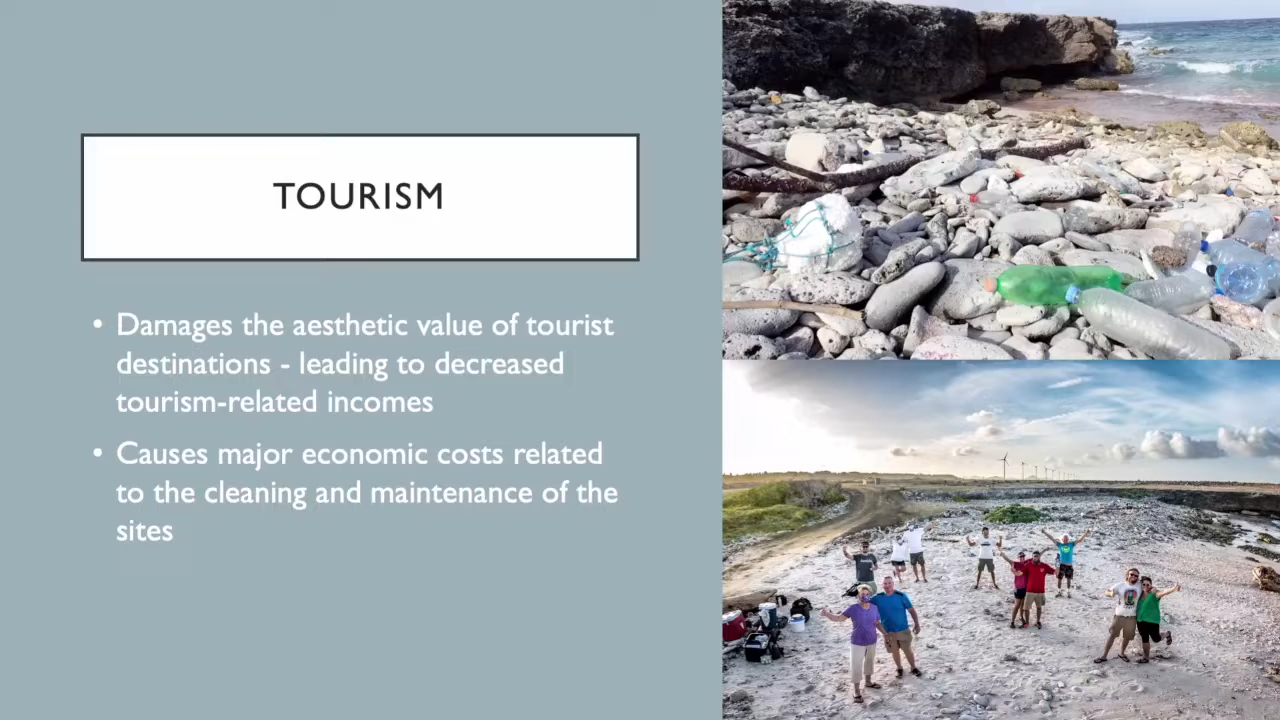 TOURISM
• Damages the aesthetic value of tourist
destinations - leading to decreased
tourism-related incomes
• Causes major economic costs related
to the cleaning and maintenance of the
sites